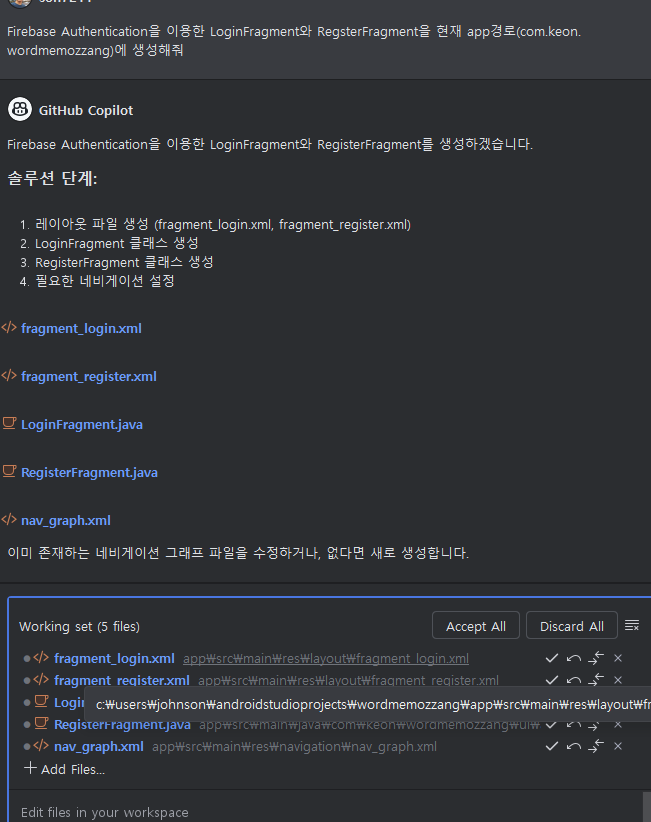 Firebase Authentication을 이용한 LoginFragment와 RegsterFragment을 현재 app경로(com.keon.
wordmemozzang)에 생성해줘
GitHub Copilot
Firebase Authentication을 이용한 LoginFragment와 RegisterFragment를 생성하겠습니다.
솔루션 단계:
1. 레이아웃 파일 생성 (fragment_login.xml, fragment_register.xml)
2. LoginFragment 클래스 생성
3. RegisterFragment 클래스 생성
4. 필요한 네비게이션 설정
fragment_login.xml
fragment_register.xml
LoginFragment.java
RegisterFragment.java
nav_graph.xml
이미 존재하는 네비게이션 그래프 파일을 수정하거나, 없다면 새로 생성합니다.
Working set (5 files) Accept All Discard All
fragment_login.xml app₩src₩main₩res₩layout₩fragment_login.xml
fragment_register.xml app₩src₩main₩res₩layout₩fragment_register.xml
Login c:₩users₩johnson₩androidstudioprojects₩wordmemozzang₩app₩src₩main₩res₩layout₩fr
RegisterFragment.java app₩src₩main₩java₩com₩keon₩wordmemozzang₩ui₩
nav_graph.xml app₩src₩main₩res₩navigation₩nav_graph.xml
Add Files...
Edit files in your workspace